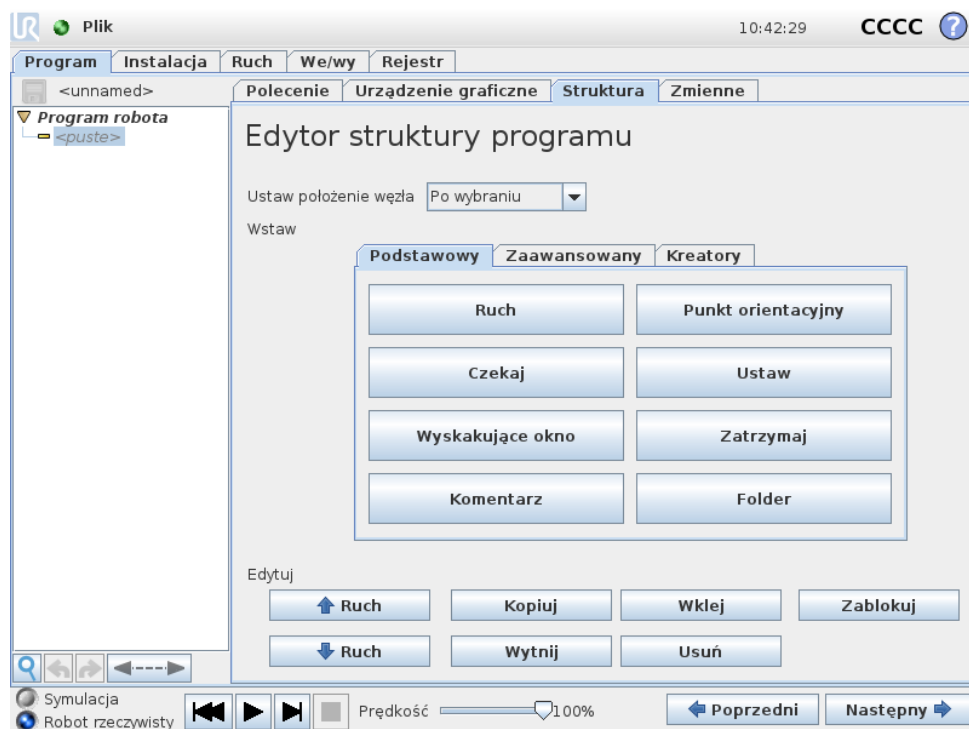 UR Plik 10:42:29 CCCC ?
Program Instalacja Ruch We/wy Rejestr
<unnamed> Polecenie Urządzenie graficzne Struktura Zmienne
Program robota
<puste>
Edytor struktury programu
Ustaw położenie węzła Po wybraniu
Wstaw
Podstawowy Zaawansowany Kreatory
Ruch Punkt orientacyjny
Czekaj Ustaw
Wyskakujące okno Zatrzymaj
Komentarz Folder
Edytuj
Ruch Kopiuj Wklej Zablokuj
Ruch Wytnij Usuń
Symulacja
Robot rzeczywisty
Prędkość 100% Poprzedni Następny